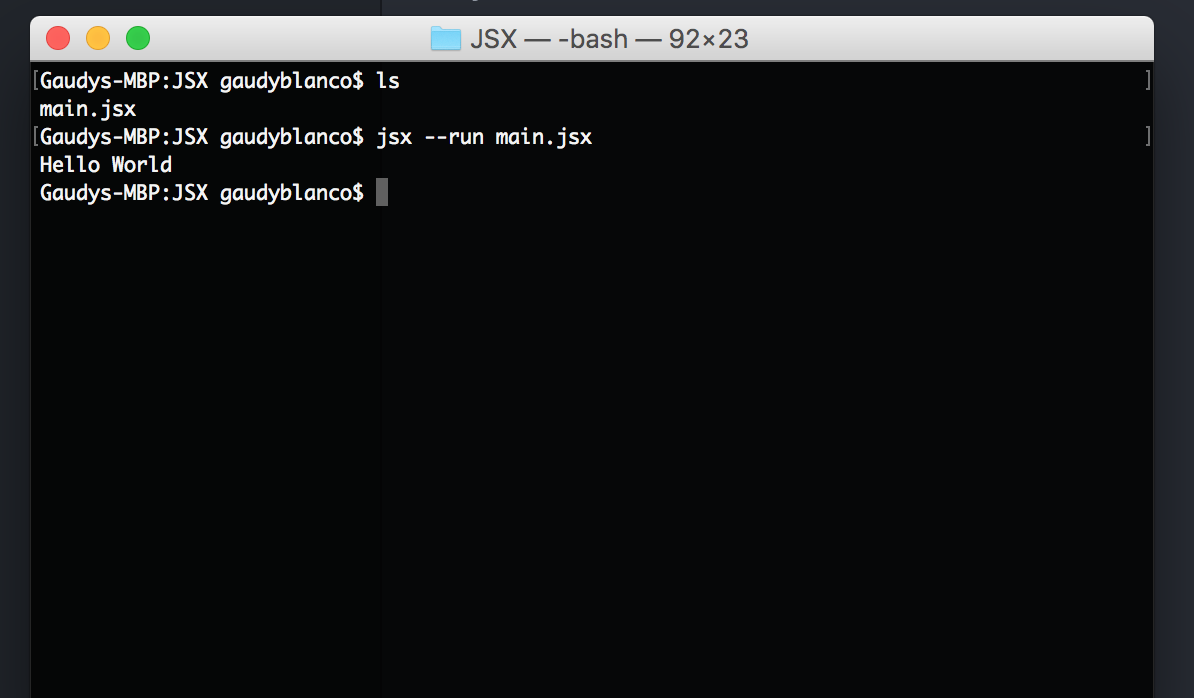 JSX — -bash — 92×23
[Gaudys-MBP:JSX gaudyblanco$ ls ]
main.jsx
[Gaudys-MBP:JSX gaudyblanco$ jsx --run main.jsx ]
Hello World
Gaudys-MBP:JSX gaudyblanco$